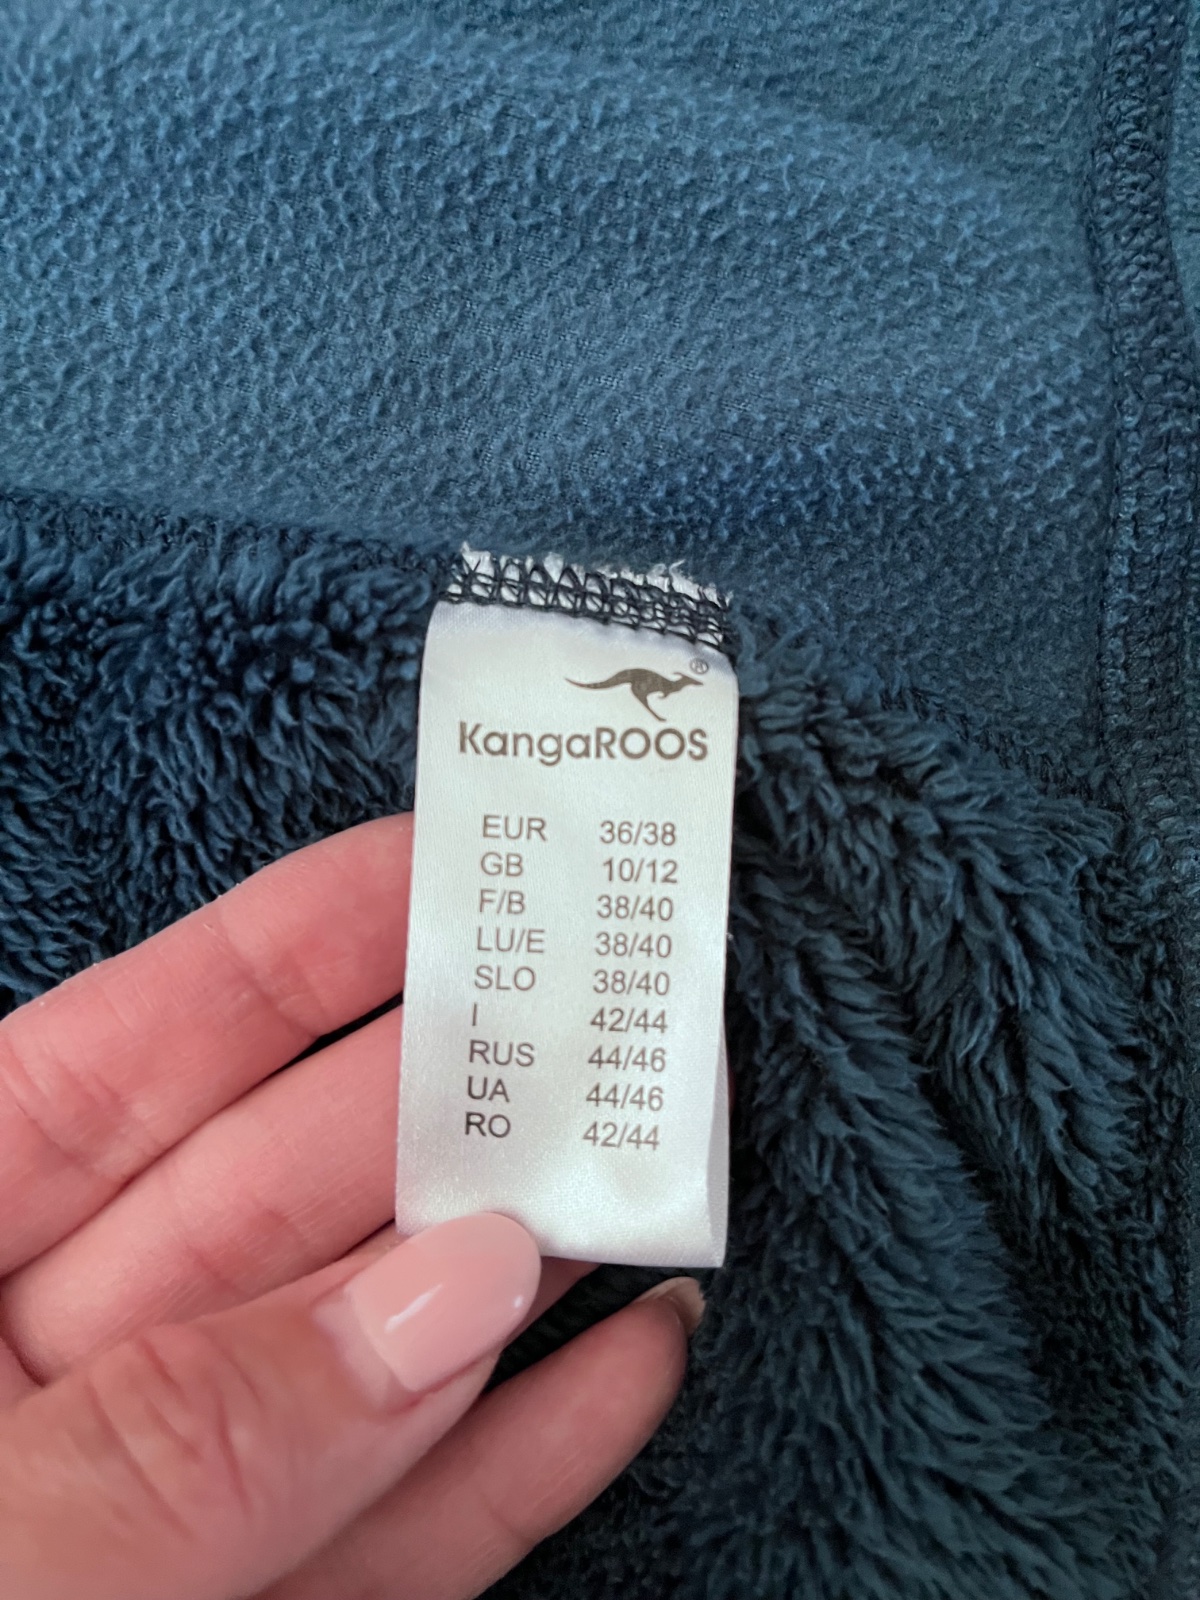 ®
KangaROOS
EUR 36/38
GB 10/12
F/B 38/40
LU/E 38/40
SLO 38/40
I 42/44
RUS 44/46
UA 44/46
RO 42/44